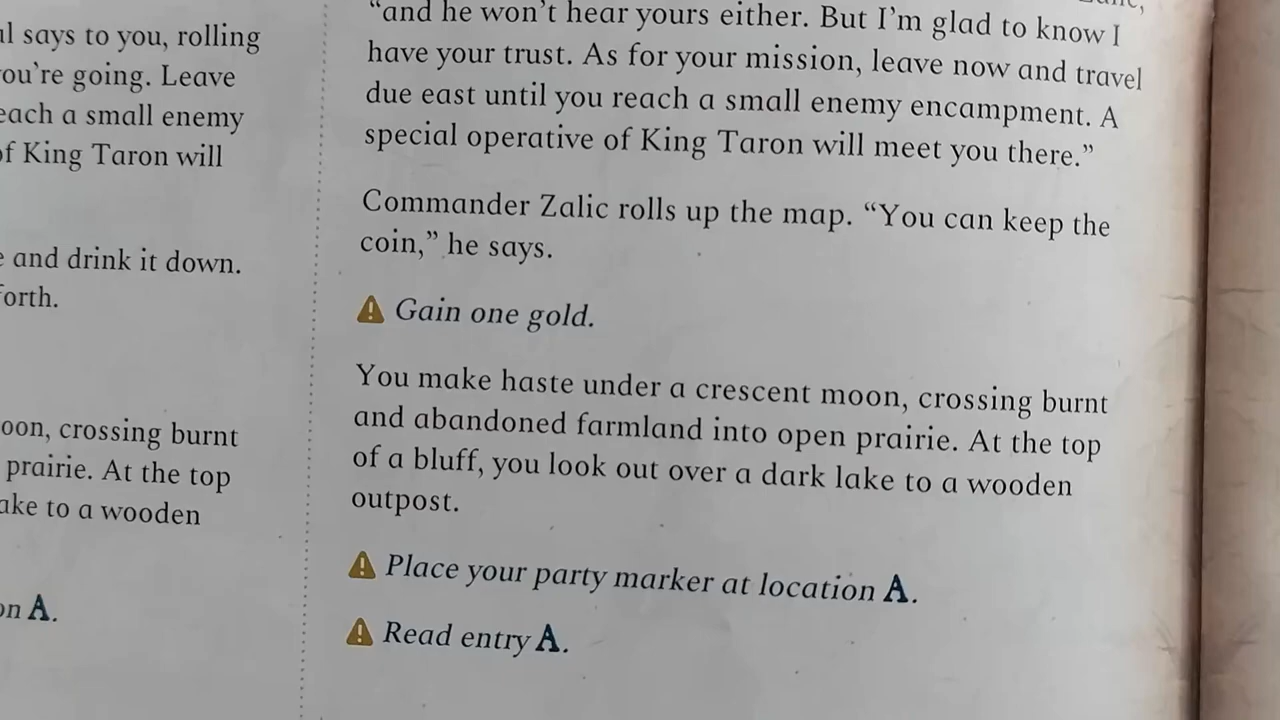 al says to you, rolling
you're going. Leave
each a small enemy
of King Taron will
e and drink it down.
forth.
oon, crossing burnt
prairie. At the top
ake to a wooden
on A.
“and he won't hear yours either. But I'm glad to know I
have your trust. As for your mission, leave now and travel
due east until you reach a small enemy encampment. A
special operative of King Taron will meet you there.”
Commander Zalic rolls up the map. “You can keep the
coin,” he says.
Gain one gold.
You make haste under a crescent moon, crossing burnt
and abandoned farmland into open prairie. At the top
of a bluff, you look out over a dark lake to a wooden
outpost.
Place your party marker at location A.
Read entry A.